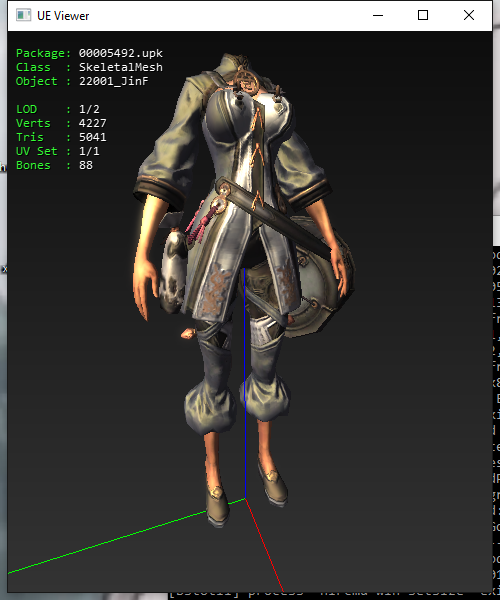 UE Viewer
Package: 00005492.upk
Class : SkeletalMesh
Object : 22001_JinF
LOD : 1/2
Verts : 4227
Tris : 5041
UV Set : 1/1
Bones : 88